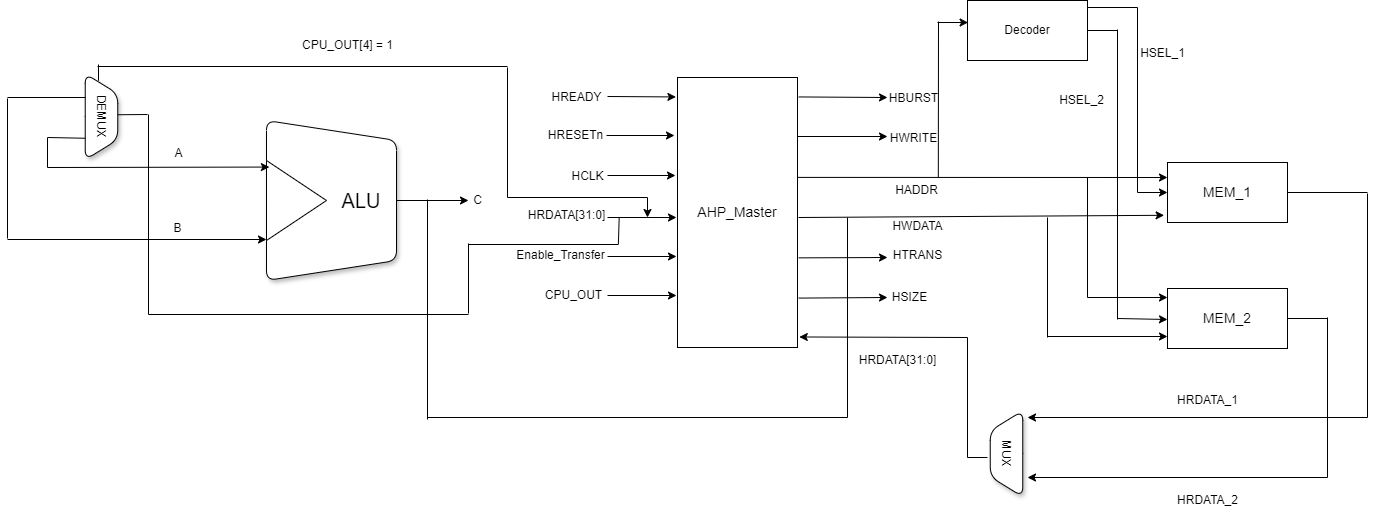 Decoder
CPU_OUT[4] = 1
HSEL_1
DEMUX
HREADY
HBURST
HSEL_2
HRESETn
HWRITE
A
HCLK
HADDR
MEM_1
ALU
C
HRDATA[31:0]
AHP_Master
HWDATA
B
Enable_Transfer
HTRANS
CPU_OUT
HSIZE
MEM_2
HRDATA[31:0]
HRDATA_1
MUX
HRDATA_2